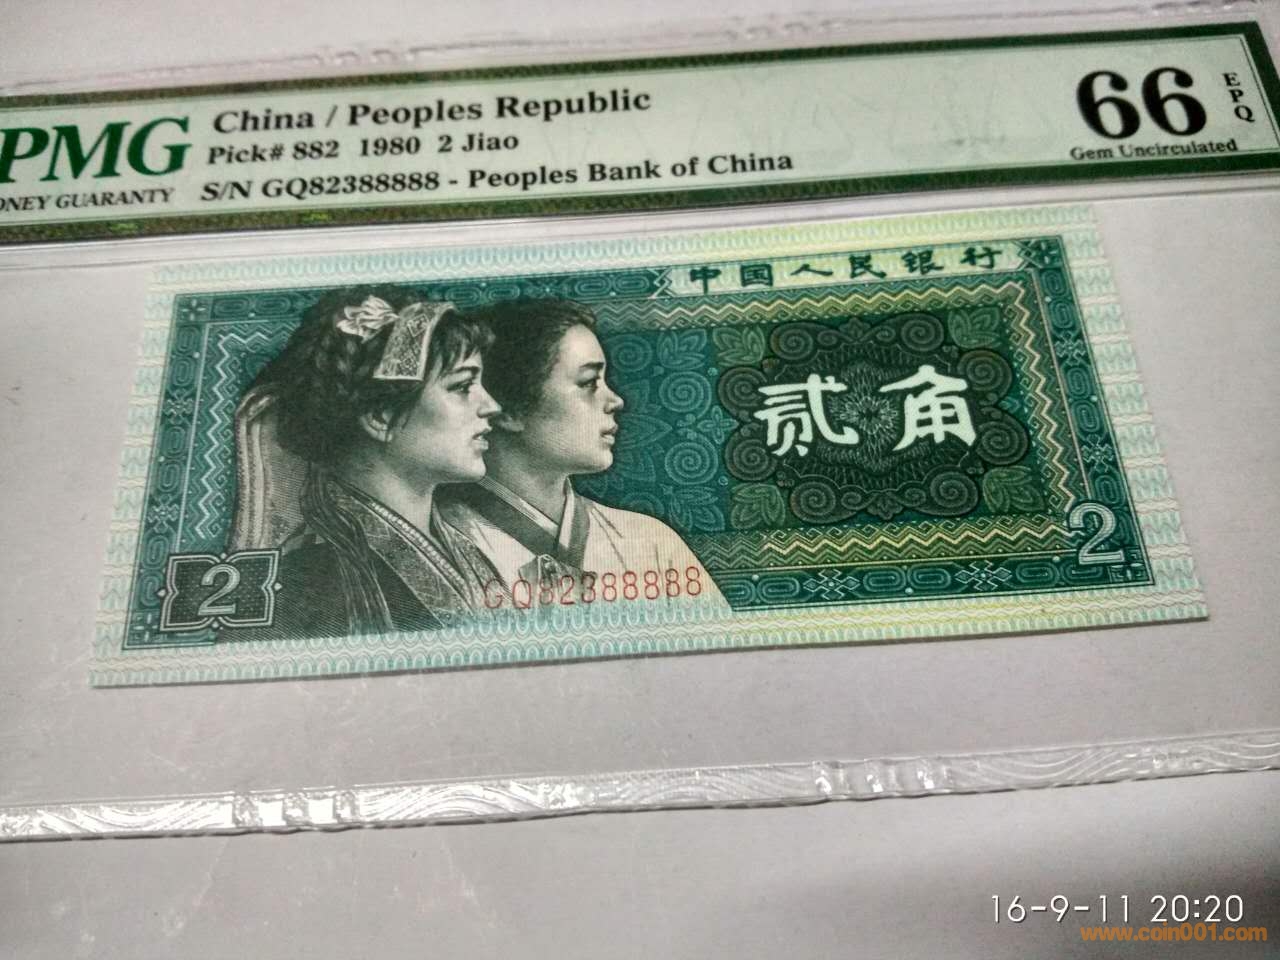 China / Peoples Republic
Pick# 882 1980 2 Jiao
S/N GQ82388888 - Peoples Bank of China
PMG
GUARANTY
66
EPQ
Gem Uncirculated
中国人民银行
贰角
2
2
GQ82388888
16-9-11 20:20
www.coin001.com